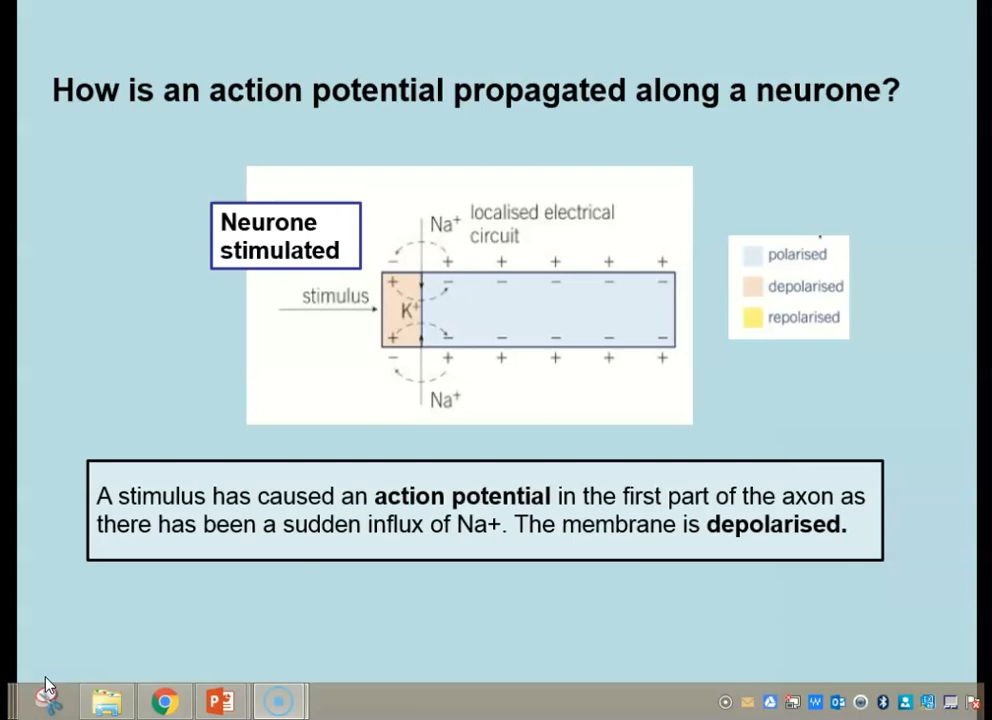 How is an action potential propagated along a neurone?
Neurone
stimulated
Na+ localised electrical
circuit
− + + + + +
+ − − − − −
stimulus
K+
+ − − − − −
− + + + + +
Na+
polarised
depolarised
repolarised
A stimulus has caused an action potential in the first part of the axon as
there has been a sudden influx of Na+. The membrane is depolarised.